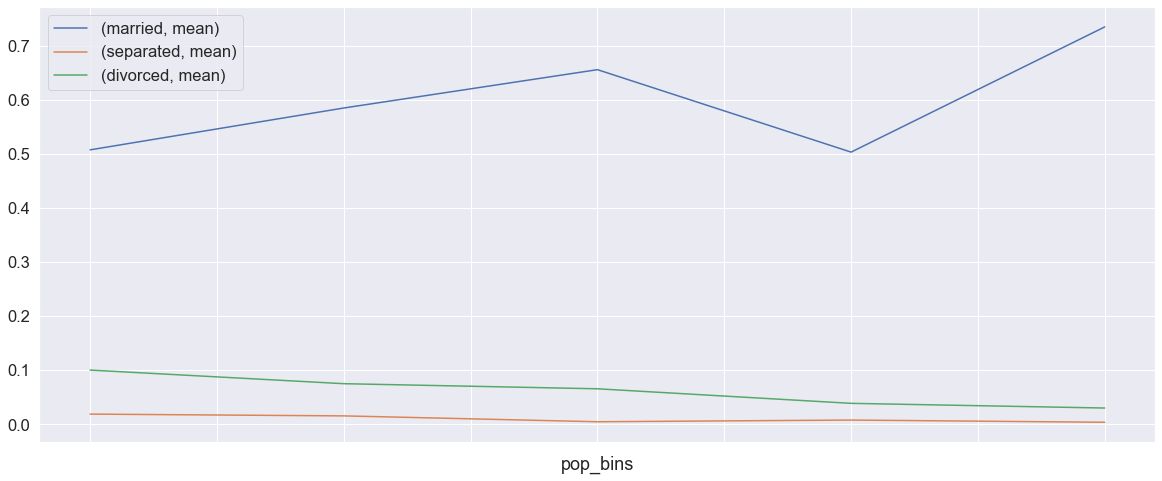 (married, mean)
(separated, mean)
(divorced, mean)
0.7
0.6
0.5
0.4
0.3
0.2
0.1
0.0
pop_bins